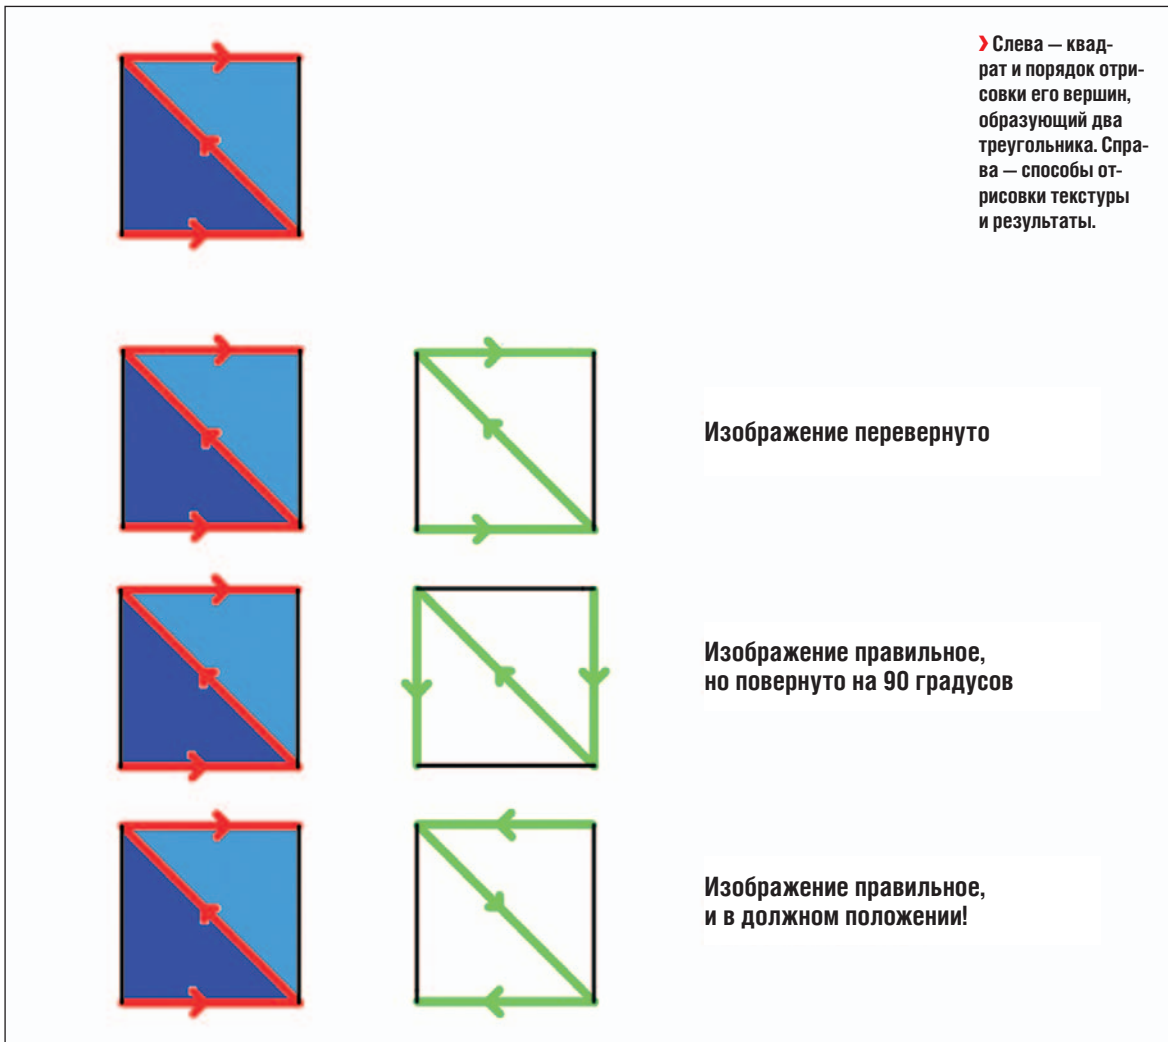 › Слева — квад-
рат и порядок отри-
совки его вершин,
образующий два
треугольника. Спра-
ва — способы от-
рисовки текстуры
и результаты.
Изображение перевернуто
Изображение правильное,
но повернуто на 90 градусов
Изображение правильное,
и в должном положении!